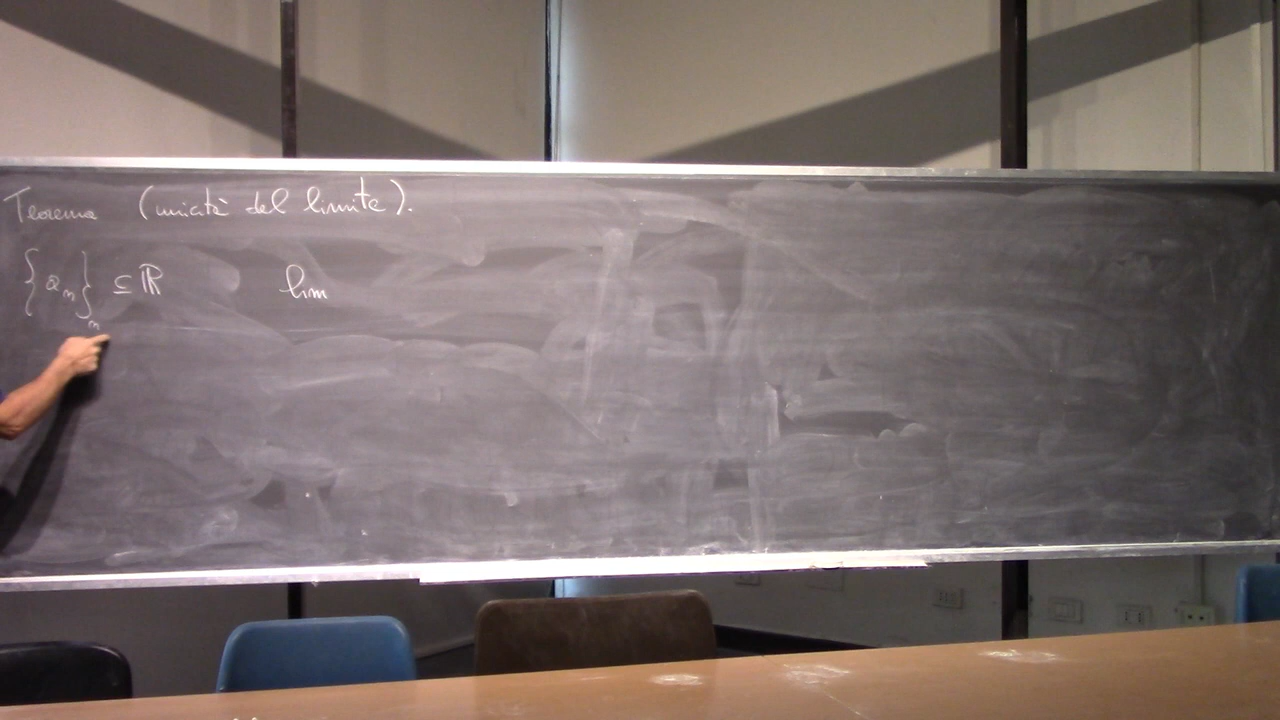 Teorema (unicità del limite).
{a_n}_n ⊆ ℝ lim